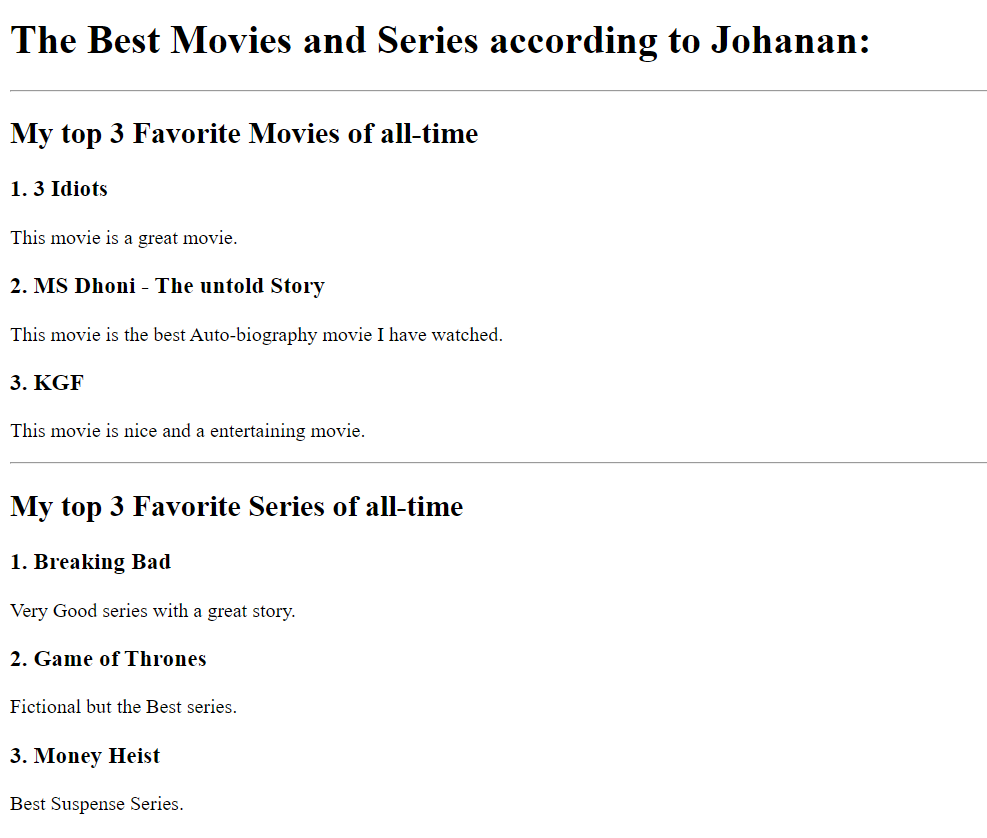 The Best Movies and Series according to Johanan:
My top 3 Favorite Movies of all-time
1. 3 Idiots
This movie is a great movie.
2. MS Dhoni - The untold Story
This movie is the best Auto-biography movie I have watched.
3. KGF
This movie is nice and a entertaining movie.
My top 3 Favorite Series of all-time
1. Breaking Bad
Very Good series with a great story.
2. Game of Thrones
Fictional but the Best series.
3. Money Heist
Best Suspense Series.